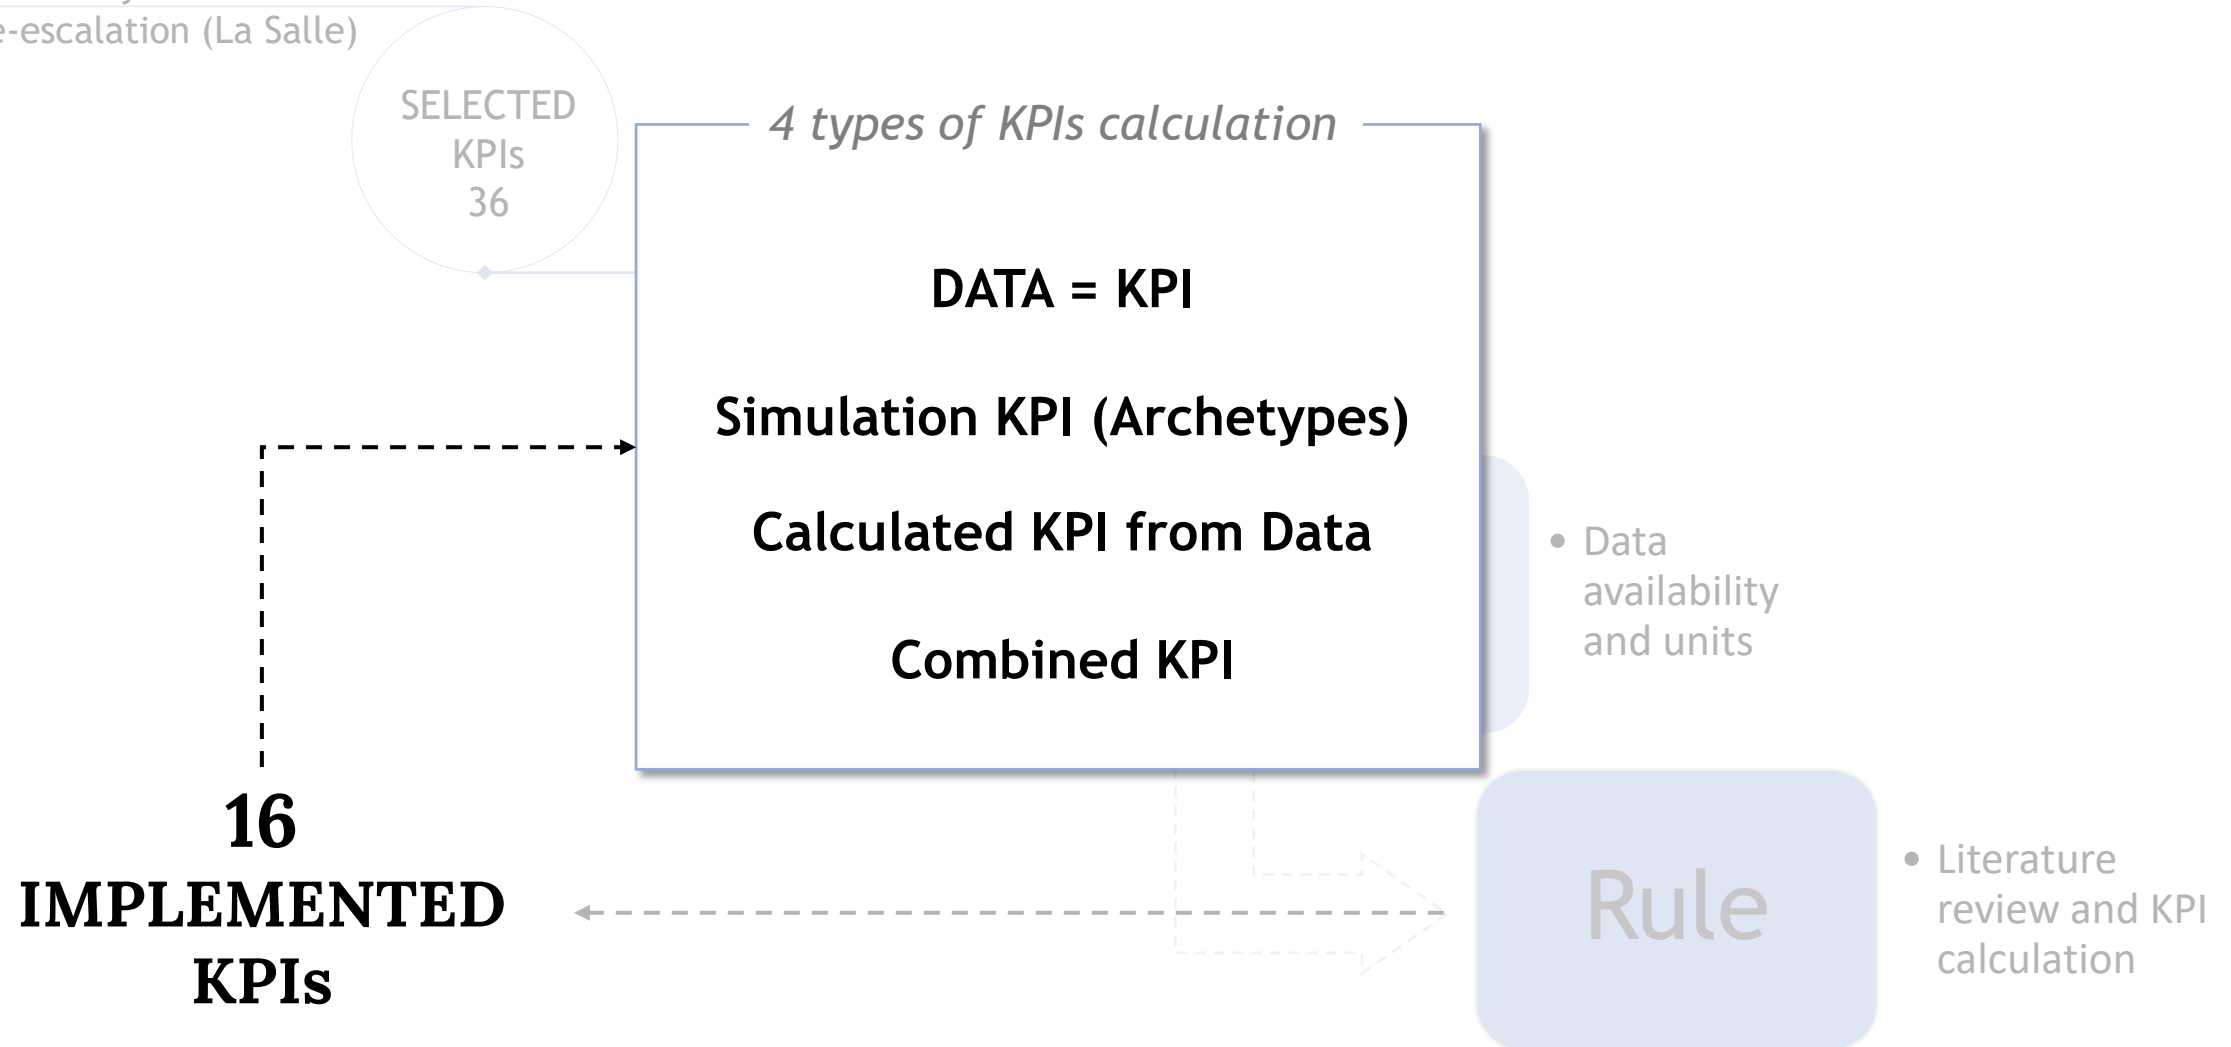 (La Salle)
SELECTED
KPIs
36
4 types of KPIs calculation
DATA = KPI
Simulation KPI (Archetypes)
Calculated KPI from Data
Combined KPI
• Data
availability
and units
16
IMPLEMENTED
KPIs
Rule
• Literature
review and KPI
calculation